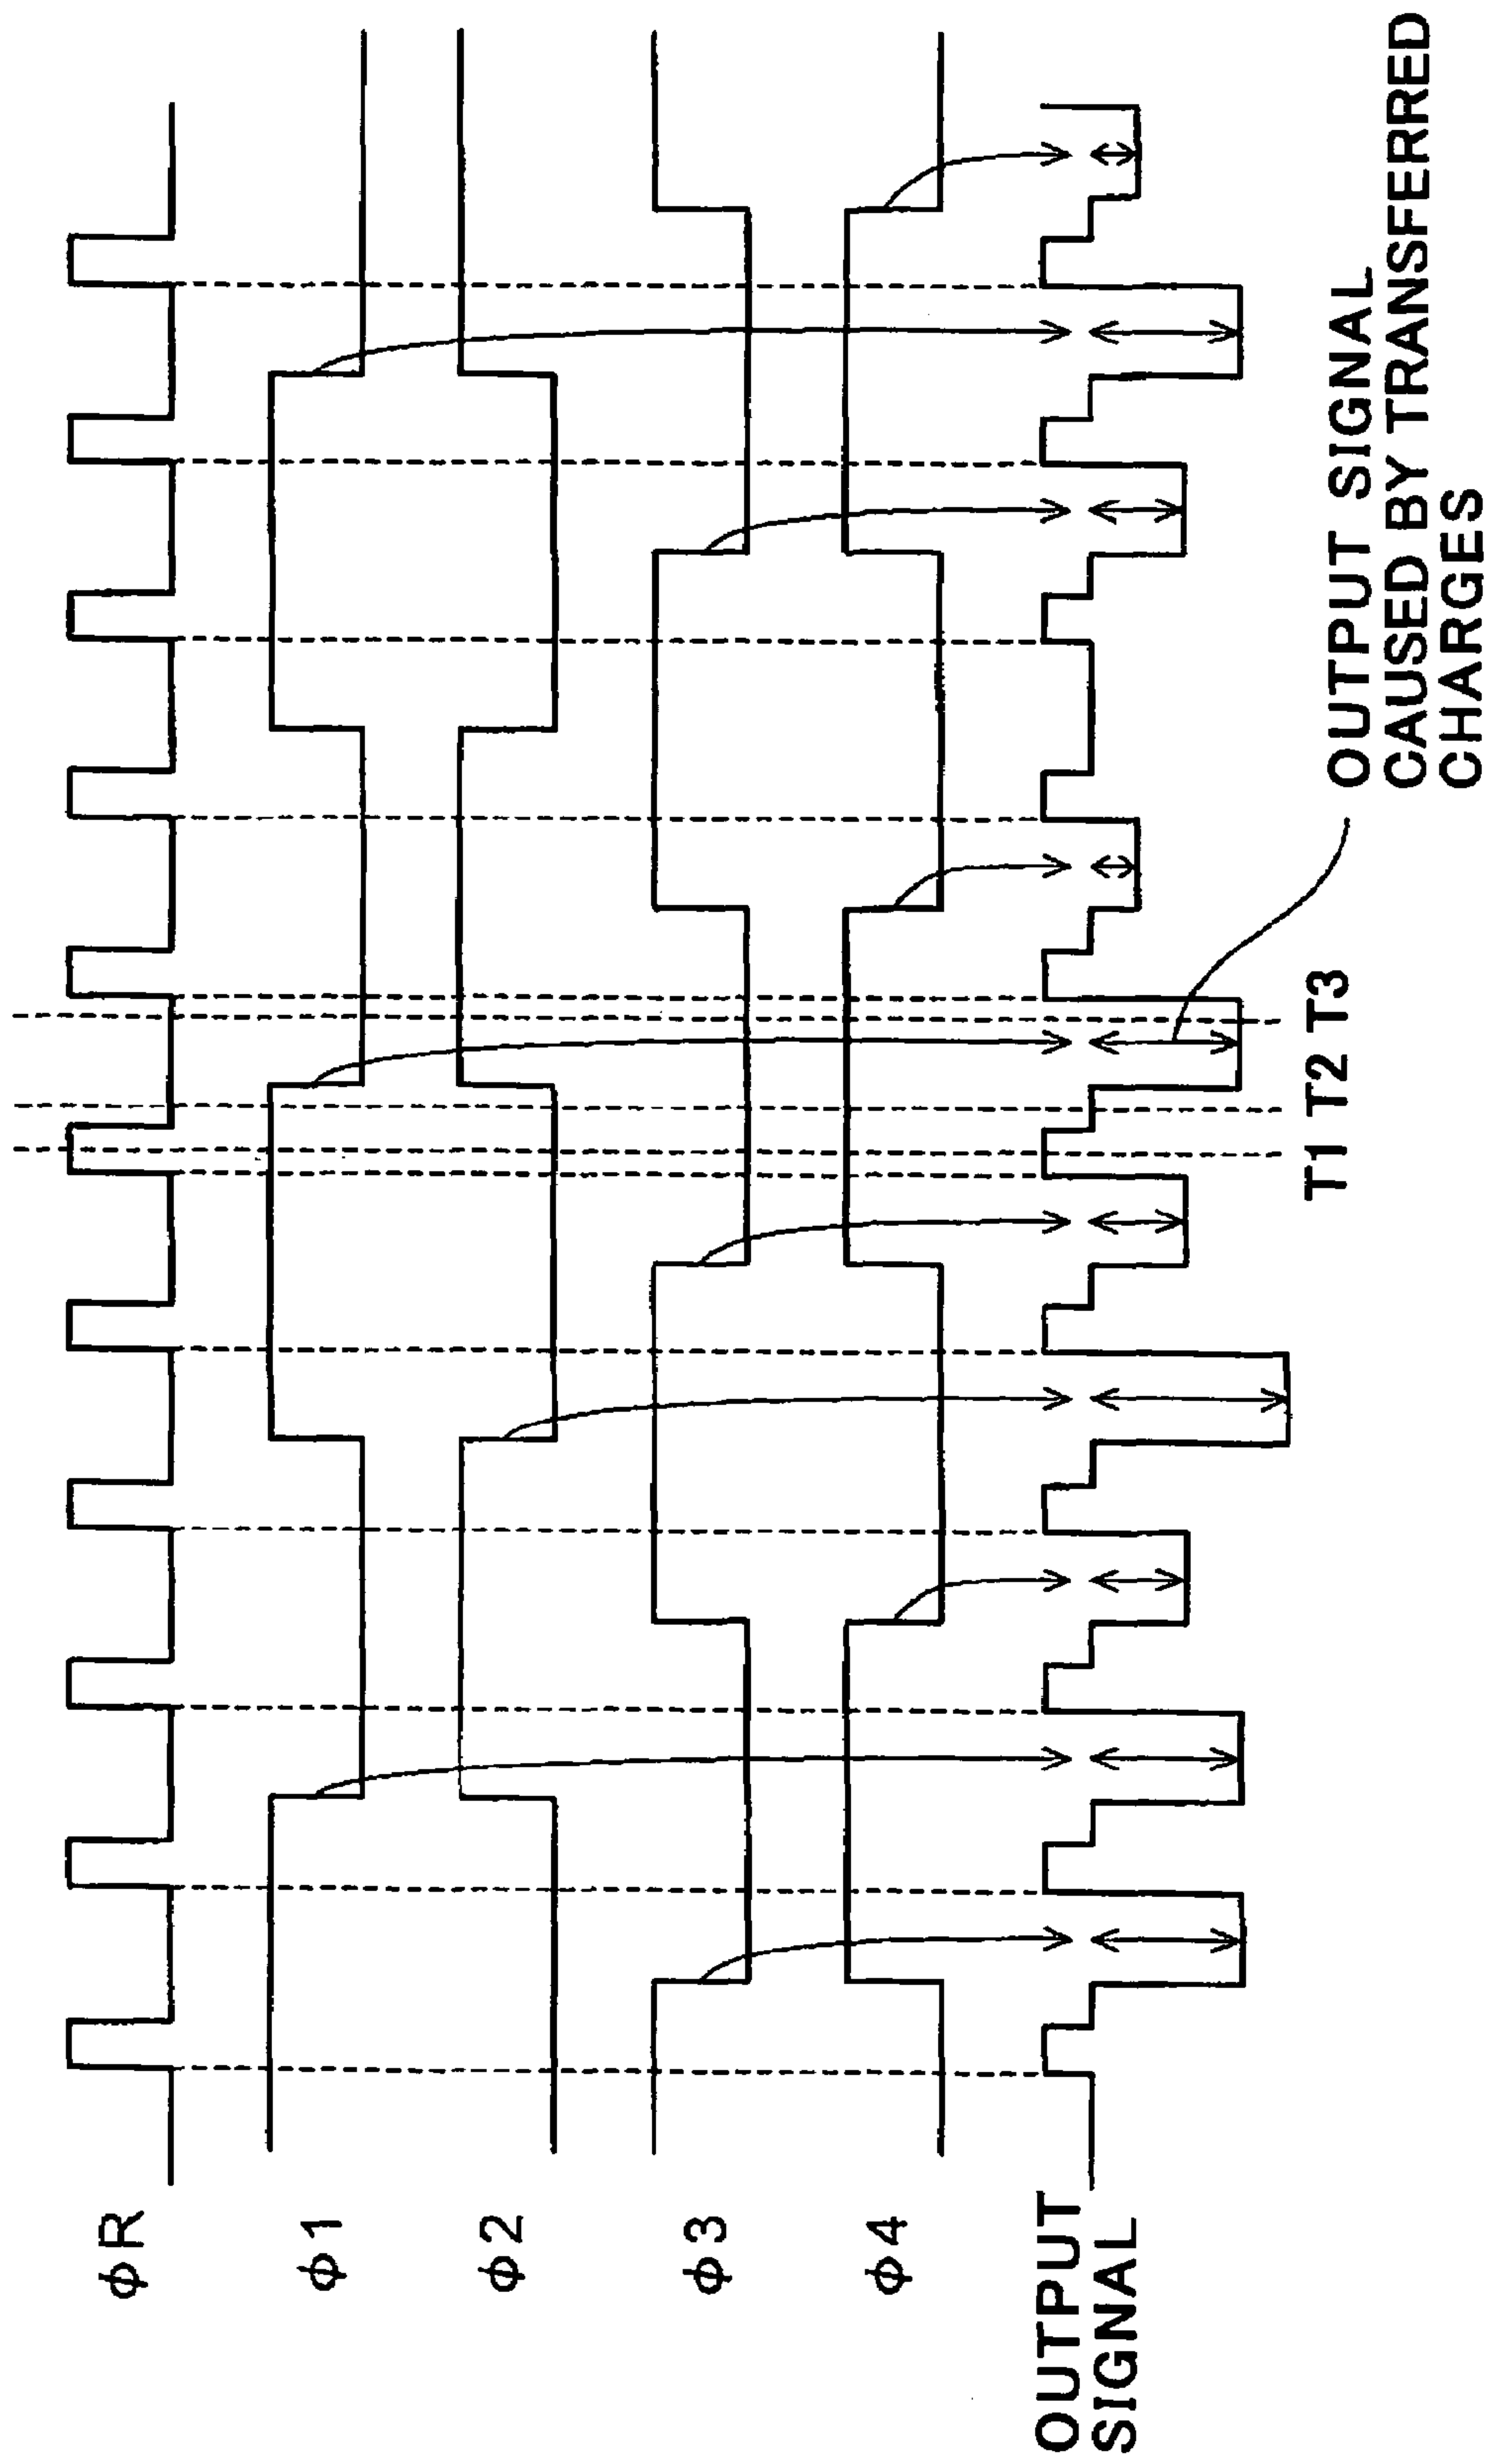 ϕR
ϕ1
ϕ2
ϕ3
ϕ4
OUTPUT
SIGNAL
T1 T2 T3
OUTPUT SIGNAL
CAUSED BY TRANSFERRED
CHARGES